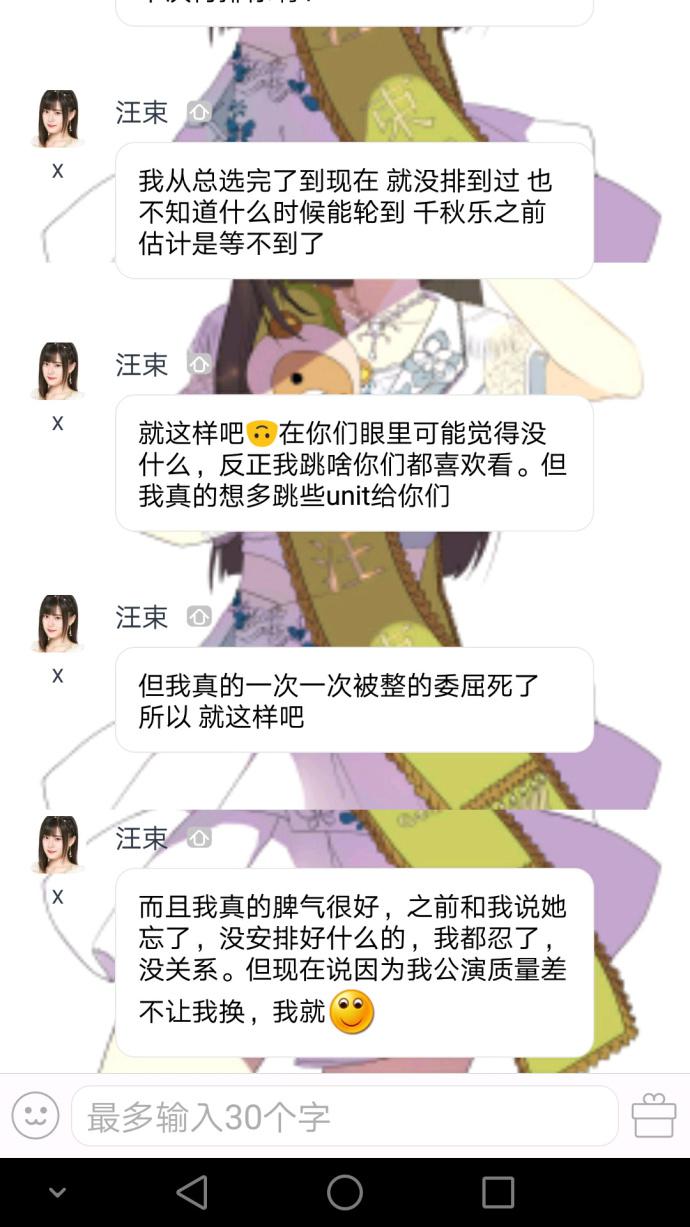 汪束
X
我从总选完了到现在 就没排到过 也
不知道什么时候能轮到 千秋乐之前
估计是等不到了
汪束
X
就这样吧🙃在你们眼里可能觉得没
什么，反正我跳啥你们都喜欢看。但
我真的想多跳些unit给你们
汪束
X
但我真的一次一次被整的委屈死了
所以 就这样吧
汪束
X
而且我真的脾气很好，之前和我说她
忘了，没安排好什么的，我都忍了，
没关系。但现在说因为我公演质量差
不让我换，我就🙂
最多输入30个字